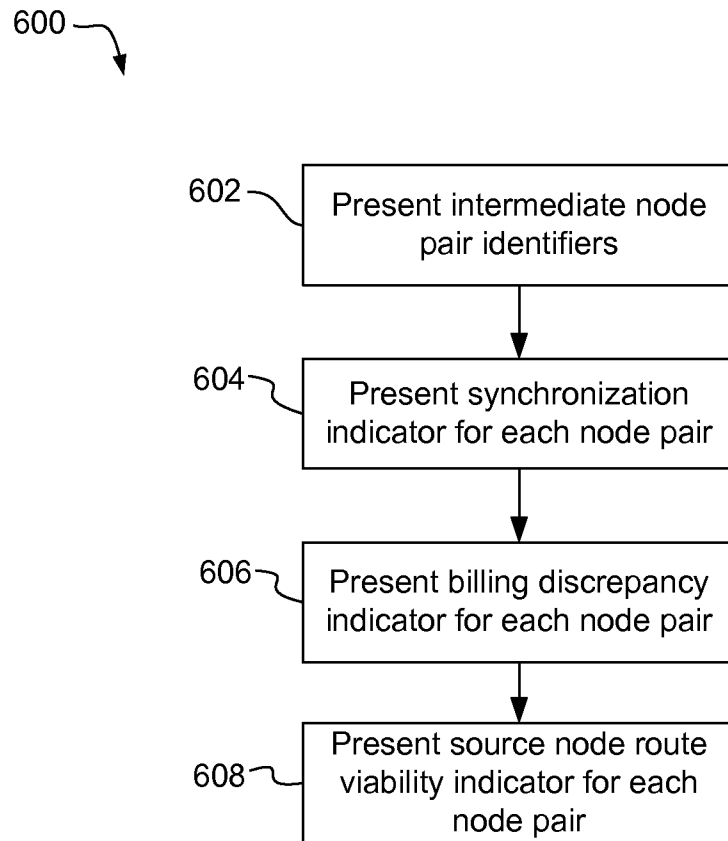 600
602
Present intermediate node
pair identifiers
604
Present synchronization
indicator for each node pair
606
Present billing discrepancy
indicator for each node pair
608
Present source node route
viability indicator for each
node pair